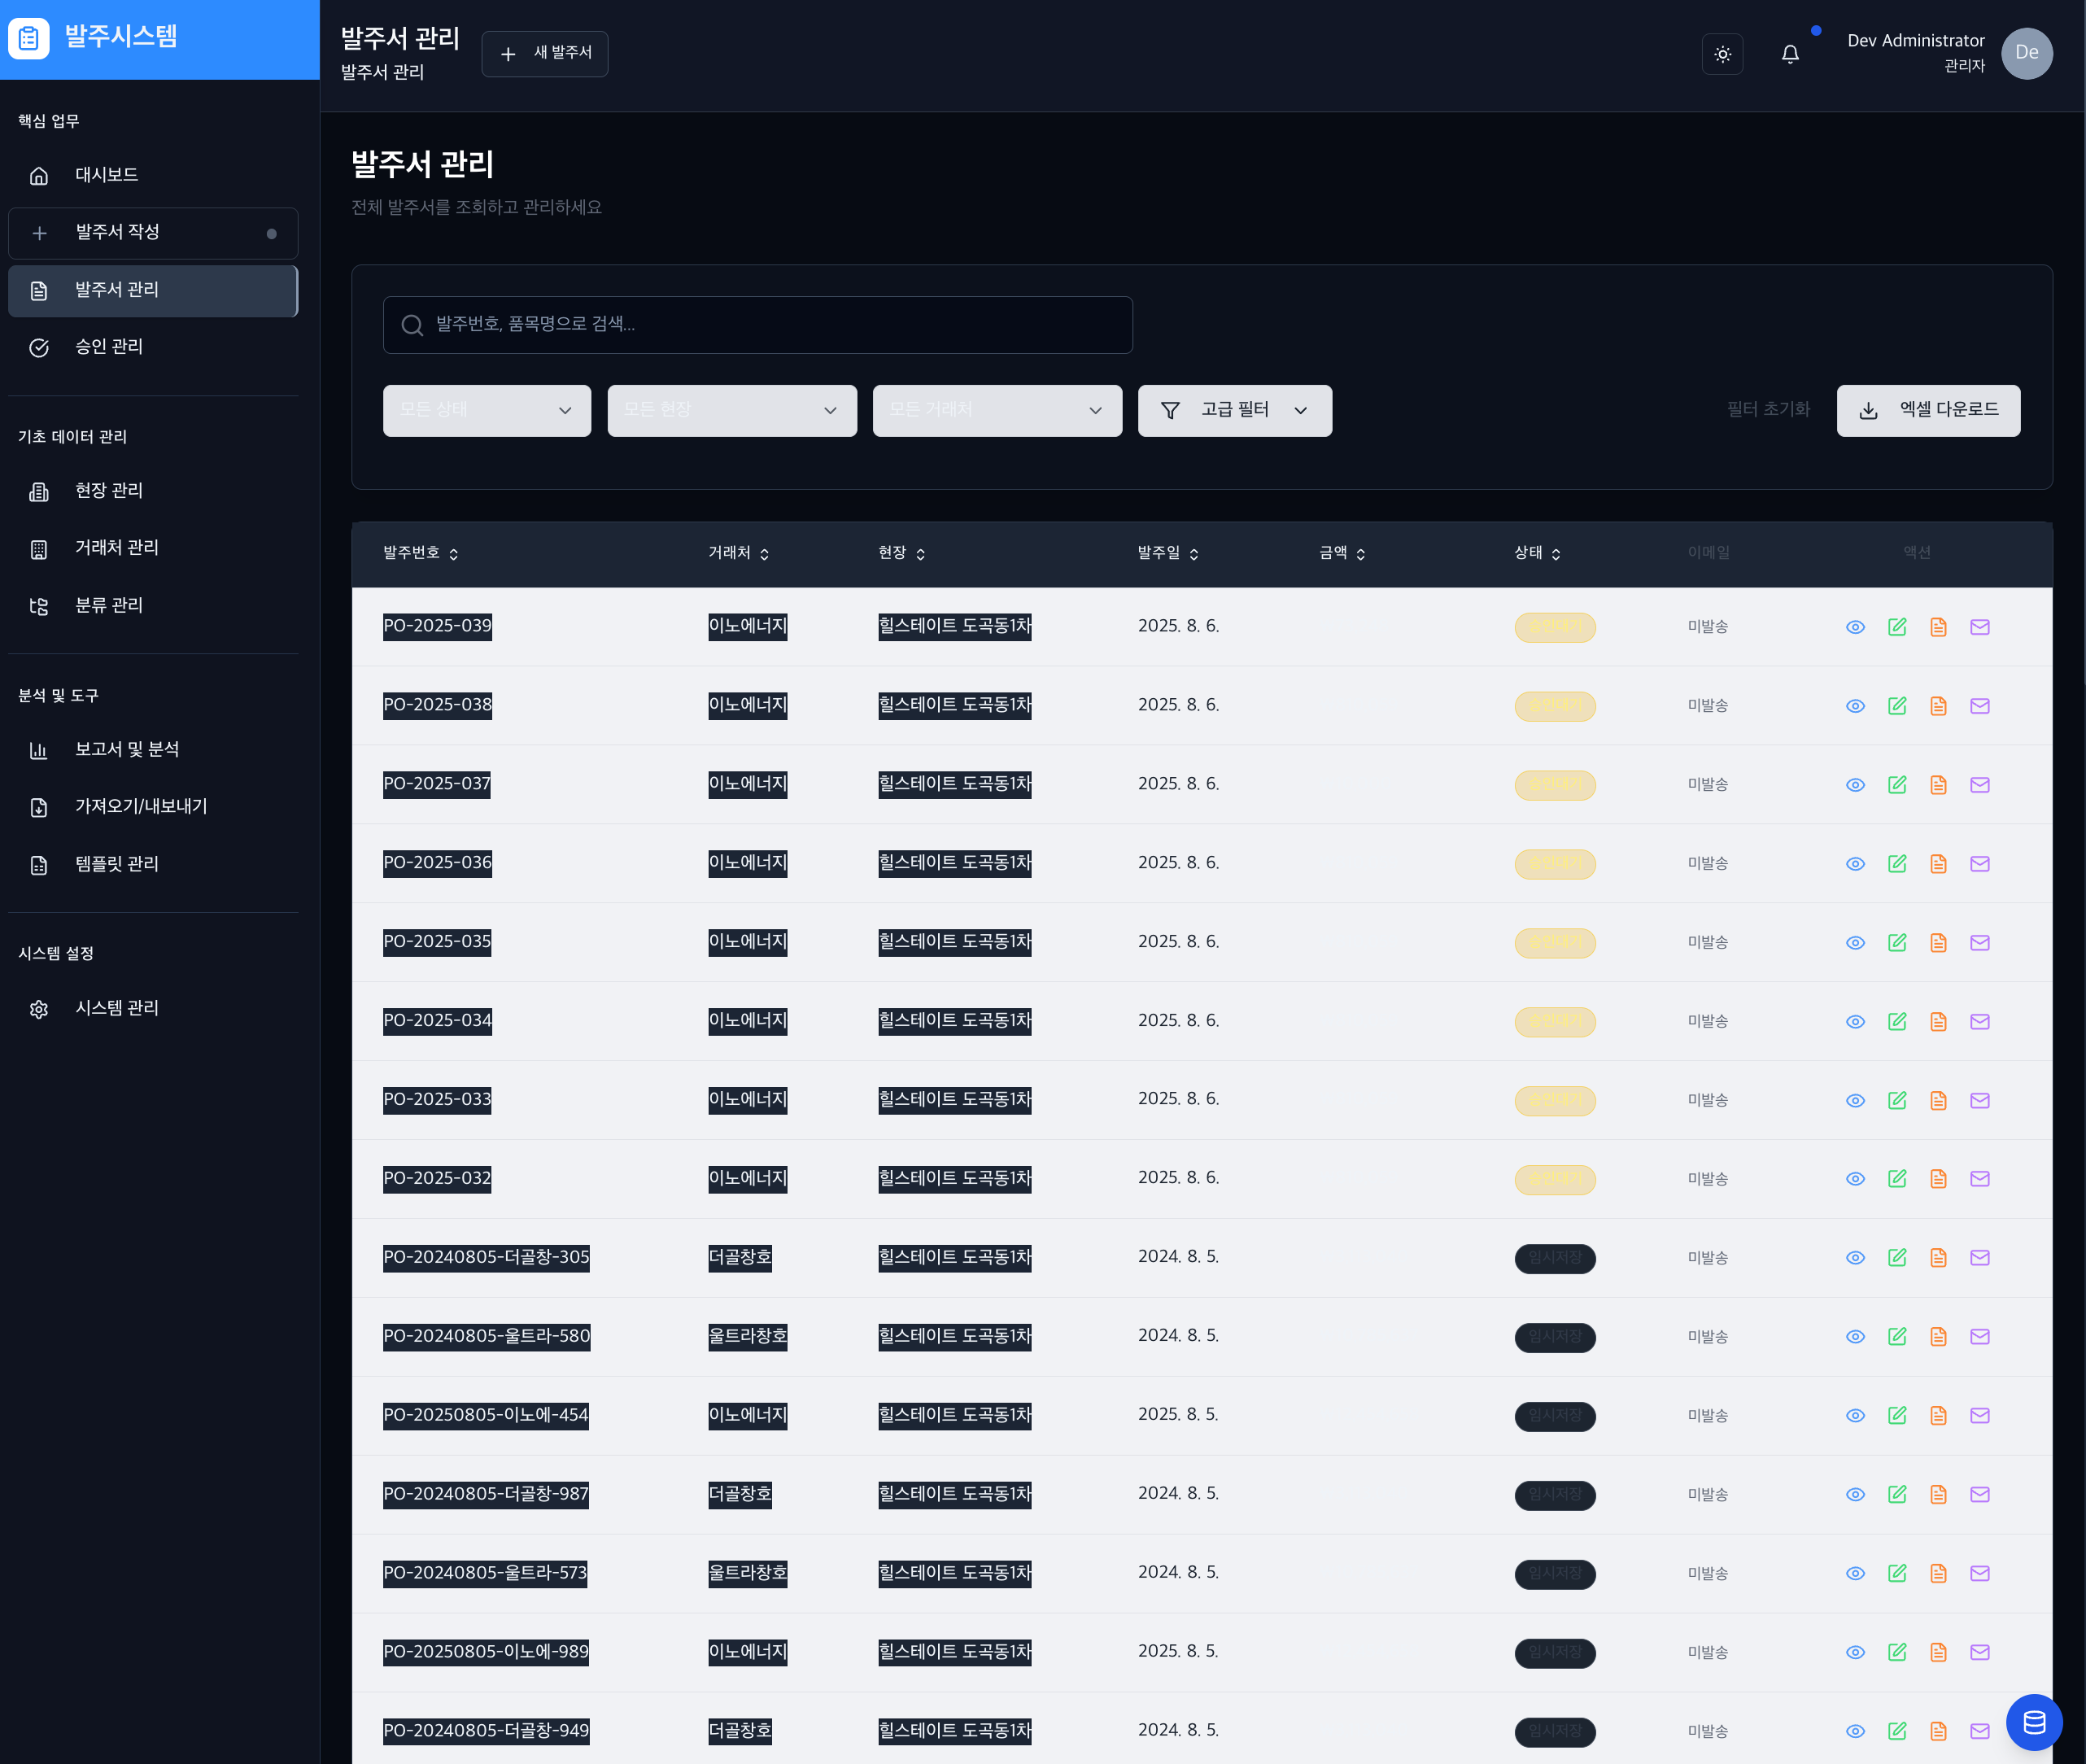 발주시스템
핵심 업무
대시보드
발주서 작성
발주서 관리
승인 관리
기초 데이터 관리
현장 관리
거래처 관리
분류 관리
분석 및 도구
보고서 및 분석
가져오기/내보내기
템플릿 관리
시스템 설정
시스템 관리
발주서 관리
발주서 관리
새 발주서
Dev Administrator
관리자
De
발주서 관리
전체 발주서를 조회하고 관리하세요
발주번호, 품목명으로 검색...
모든 상태 모든 현장 모든 거래처 고급 필터 필터 초기화 엑셀 다운로드
발주번호 거래처 현장 발주일 금액 상태 이메일 액션
PO-2025-039 이노에너지 힐스테이트 도곡동1차 2025. 8. 6. 승인대기 미발송
PO-2025-038 이노에너지 힐스테이트 도곡동1차 2025. 8. 6. 승인대기 미발송
PO-2025-037 이노에너지 힐스테이트 도곡동1차 2025. 8. 6. 승인대기 미발송
PO-2025-036 이노에너지 힐스테이트 도곡동1차 2025. 8. 6. 승인대기 미발송
PO-2025-035 이노에너지 힐스테이트 도곡동1차 2025. 8. 6. 승인대기 미발송
PO-2025-034 이노에너지 힐스테이트 도곡동1차 2025. 8. 6. 승인대기 미발송
PO-2025-033 이노에너지 힐스테이트 도곡동1차 2025. 8. 6. 승인대기 미발송
PO-2025-032 이노에너지 힐스테이트 도곡동1차 2025. 8. 6. 승인대기 미발송
PO-20240805-더골창-305 더골창호 힐스테이트 도곡동1차 2024. 8. 5. 임시저장 미발송
PO-20240805-울트라-580 울트라창호 힐스테이트 도곡동1차 2024. 8. 5. 임시저장 미발송
PO-20250805-이노에-454 이노에너지 힐스테이트 도곡동1차 2025. 8. 5. 임시저장 미발송
PO-20240805-더골창-987 더골창호 힐스테이트 도곡동1차 2024. 8. 5. 임시저장 미발송
PO-20240805-울트라-573 울트라창호 힐스테이트 도곡동1차 2024. 8. 5. 임시저장 미발송
PO-20250805-이노에-989 이노에너지 힐스테이트 도곡동1차 2025. 8. 5. 임시저장 미발송
PO-20240805-더골창-949 더골창호 힐스테이트 도곡동1차 2024. 8. 5. 임시저장 미발송